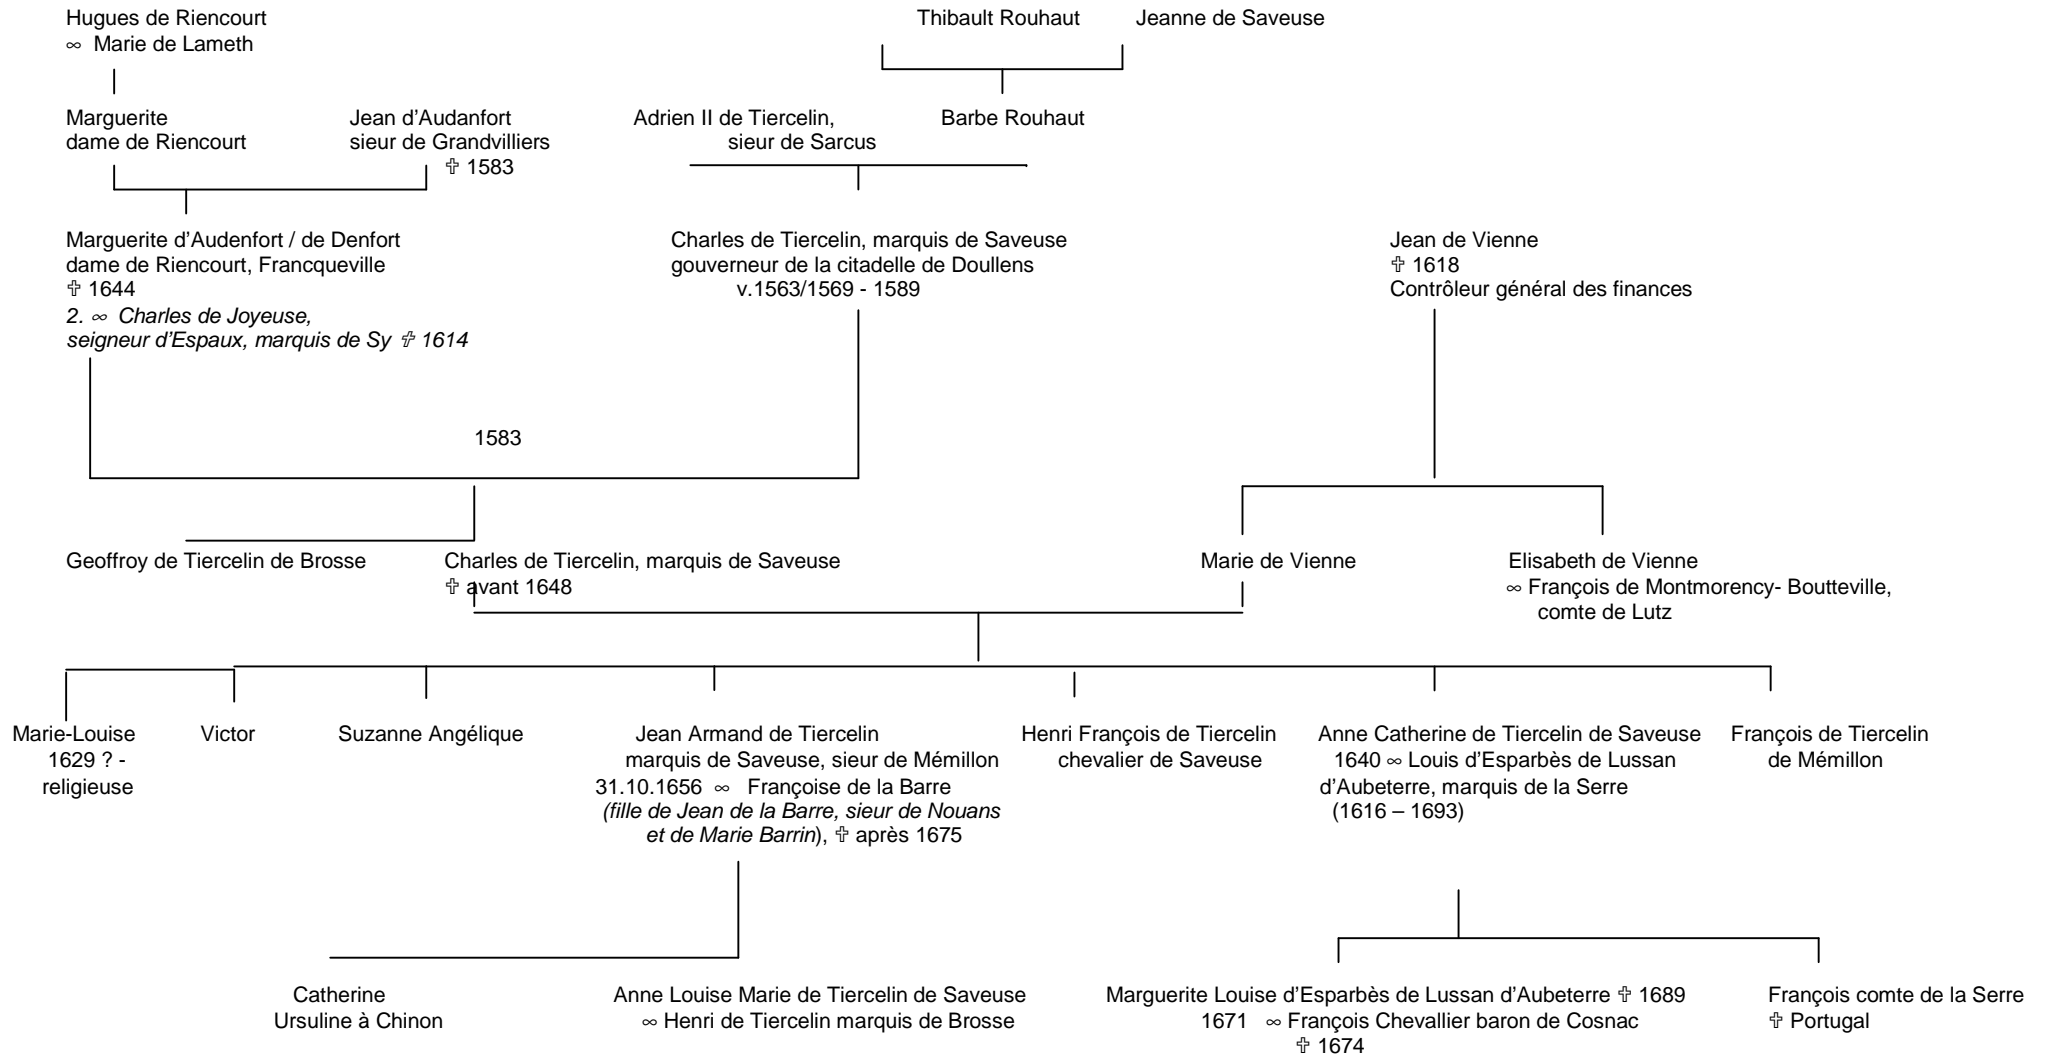 Hugues de Riencourt
∞ Marie de Lameth
Thibault Rouhaut
Jeanne de Saveuse
Marguerite
dame de Riencourt
Jean d'Audanfort
sieur de Grandvilliers
✞ 1583
Adrien II de Tiercelin,
sieur de Sarcus
Barbe Rouhaut
Marguerite d'Audenfort / de Denfort
dame de Riencourt, Francqueville
✞ 1644
2. ∞ Charles de Joyeuse,
seigneur d'Espaux, marquis de Sy ✞ 1614
Charles de Tiercelin, marquis de Saveuse
gouverneur de la citadelle de Doullens
v.1563/1569 - 1589
Jean de Vienne
✞ 1618
Contrôleur général des finances
1583
Geoffroy de Tiercelin de Brosse
Charles de Tiercelin, marquis de Saveuse
✞ avant 1648
Marie de Vienne
Elisabeth de Vienne
∞ François de Montmorency- Boutteville,
comte de Lutz
Marie-Louise
1629 ? -
religieuse
Victor
Suzanne Angélique
Jean Armand de Tiercelin
marquis de Saveuse, sieur de Mémillon
31.10.1656 ∞ Françoise de la Barre
(fille de Jean de la Barre, sieur de Nouans
et de Marie Barrin), ✞ après 1675
Henri François de Tiercelin
chevalier de Saveuse
Anne Catherine de Tiercelin de Saveuse
1640 ∞ Louis d'Esparbès de Lussan
d'Aubeterre, marquis de la Serre
(1616 – 1693)
François de Tiercelin
de Mémillon
Catherine
Ursuline à Chinon
Anne Louise Marie de Tiercelin de Saveuse
∞ Henri de Tiercelin marquis de Brosse
Marguerite Louise d'Esparbès de Lussan d'Aubeterre ✞ 1689
1671 ∞ François Chevallier baron de Cosnac
✞ 1674
François comte de la Serre
✞ Portugal